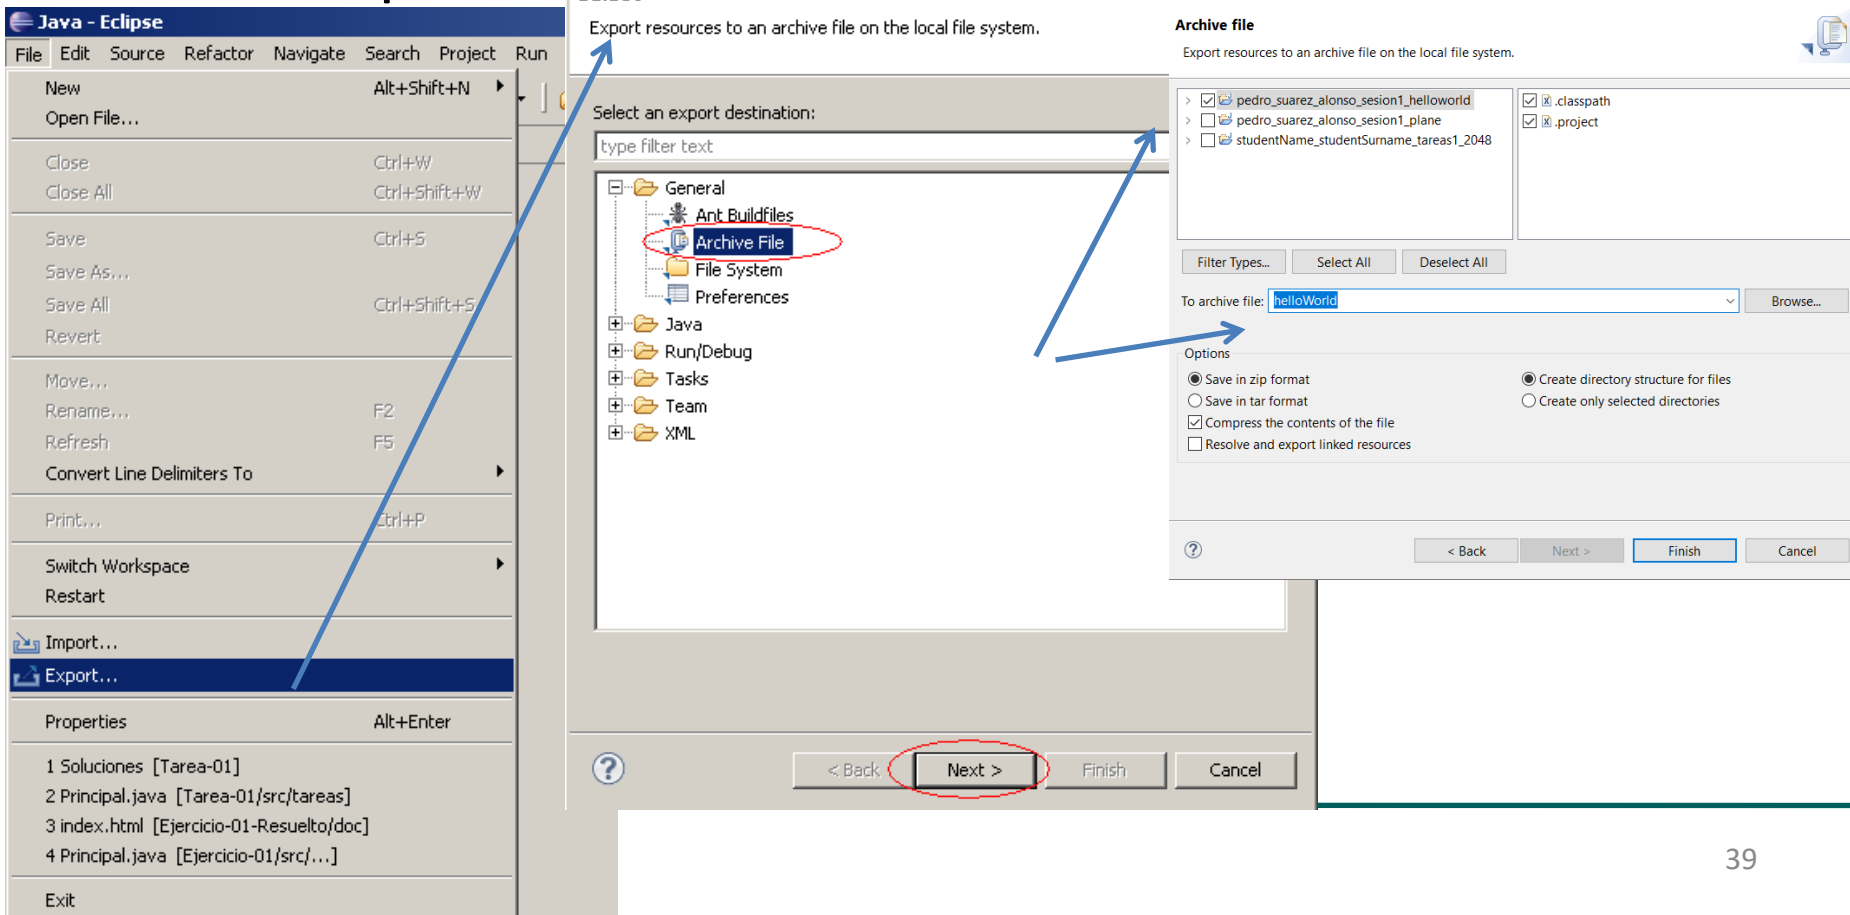 Java - Eclipse
File Edit Source Refactor Navigate Search Project Run
New Alt+Shift+N
Open File...
Close Ctrl+W
Close All Ctrl+Shift+W
Save Ctrl+S
Save As...
Save All Ctrl+Shift+S
Revert
Move...
Rename... F2
Refresh F5
Convert Line Delimiters To
Print... Ctrl+P
Switch Workspace
Restart
Import...
Export...
Properties Alt+Enter
1 Soluciones [Tarea-01]
2 Principal.java [Tarea-01/src/tareas]
3 index.html [Ejercicio-01-Resuelto/doc]
4 Principal.java [Ejercicio-01/src/...]
Exit
Export resources to an archive file on the local file system.
Select an export destination:
type filter text
General
Ant Buildfiles
Archive File
File System
Preferences
Java
Run/Debug
Tasks
Team
XML
< Back Next > Finish Cancel
Archive file
Export resources to an archive file on the local file system.
pedro_suarez_alonso_sesion1_helloworld
pedro_suarez_alonso_sesion1_plane
studentName_studentSurname_tareas1_2048
.classpath
.project
Filter Types... Select All Deselect All
To archive file: helloWorld Browse...
Options
Save in zip format
Save in tar format
Compress the contents of the file
Resolve and export linked resources
Create directory structure for files
Create only selected directories
< Back Next > Finish Cancel
39